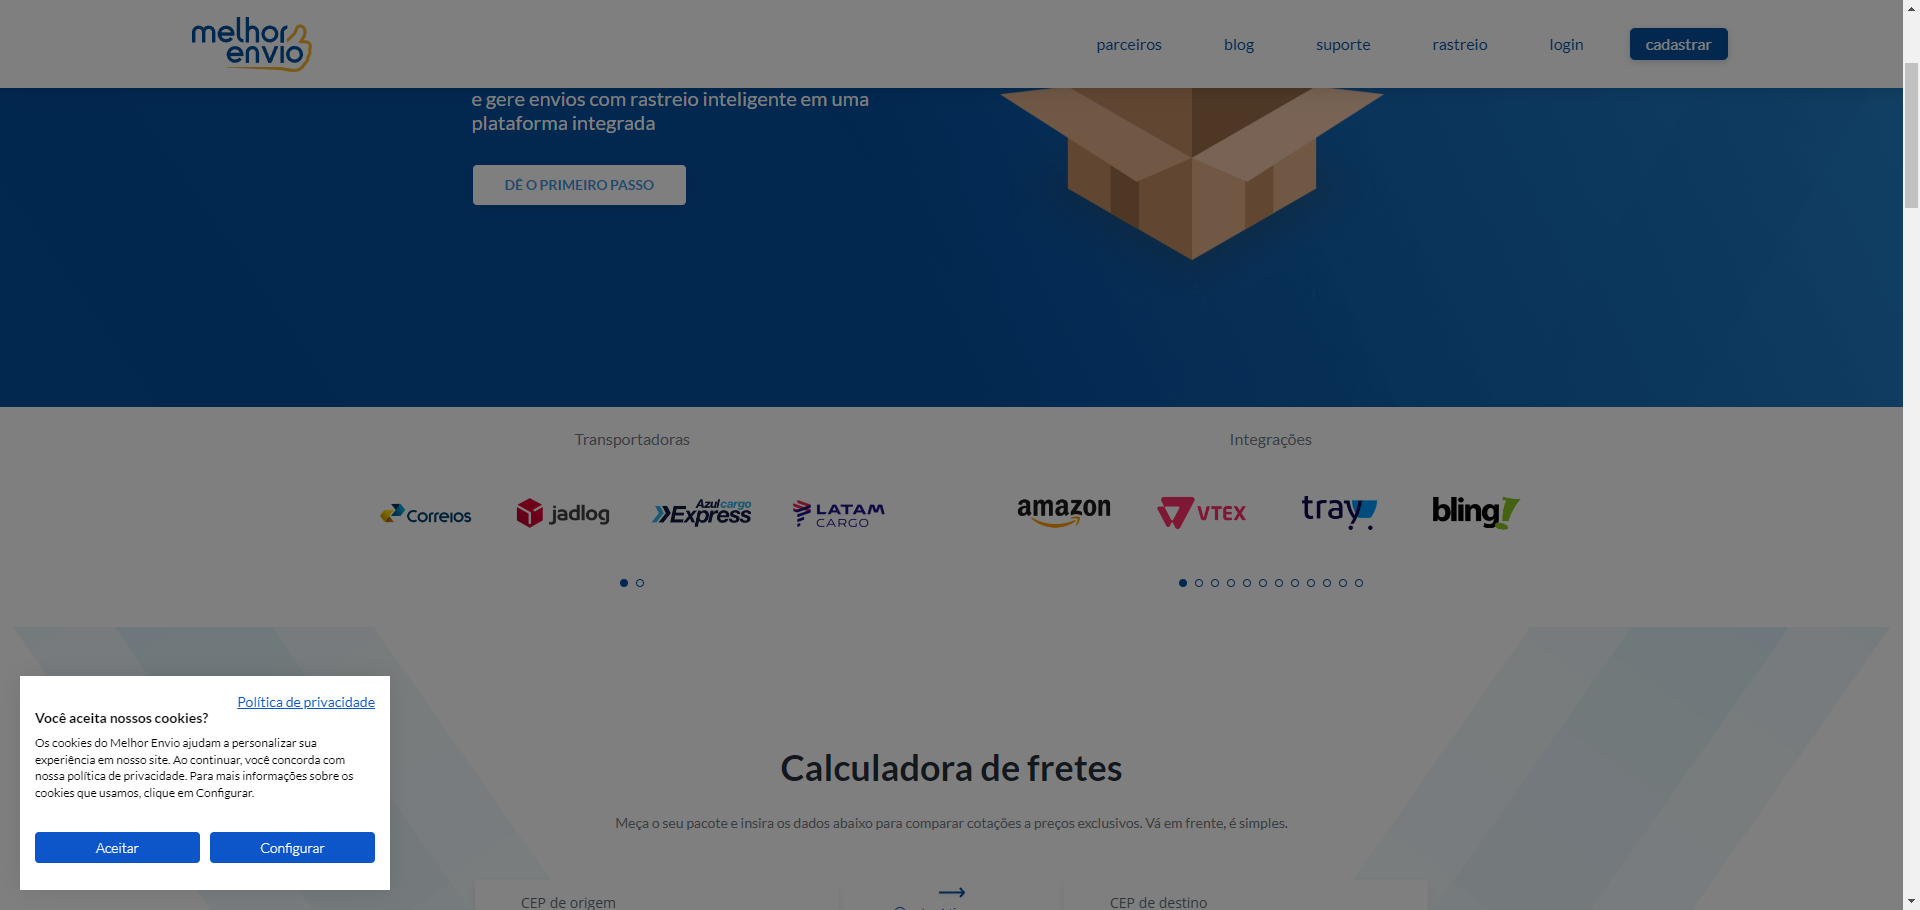 melhor
envio
parceiros
blog
suporte
rastreio
login
cadastrar
e gere envios com rastreio inteligente em uma
plataforma integrada
DÊ O PRIMEIRO PASSO
Transportadoras
Integrações
Correios
jadlog
Azulcargo
Express
LATAM
CARGO
amazon
VTEX
tray
bling!
Política de privacidade
Você aceita nossos cookies?
Os cookies do Melhor Envio ajudam a personalizar sua
experiência em nosso site. Ao continuar, você concorda com
nossa política de privacidade. Para mais informações sobre os
cookies que usamos, clique em Configurar.
Aceitar
Configurar
Calculadora de fretes
Meça o seu pacote e insira os dados abaixo para comparar cotações a preços exclusivos. Vá em frente, é simples.
CEP de origem
CEP de destino